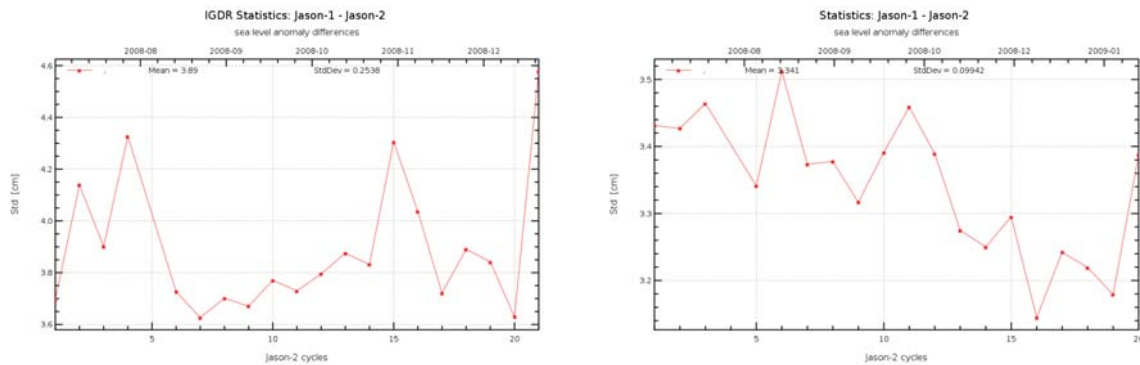 IGDR Statistics: Jason-1 - Jason-2
sea level anomaly differences
2008-08 2008-09 2008-10 2008-11 2008-12
Mean = 3.89 StdDev = 0.2538
4.6
4.4
4.2
4.0
3.8
3.6
Std [cm]
5 10 15 20
Jason-2 cycles
Statistics: Jason-1 - Jason-2
sea level anomaly differences
2008-08 2008-09 2008-10 2008-12 2009-01
Mean = 3.341 StdDev = 0.09942
3.5
3.4
3.3
3.2
Std [cm]
5 10 15 20
Jason-2 cycles